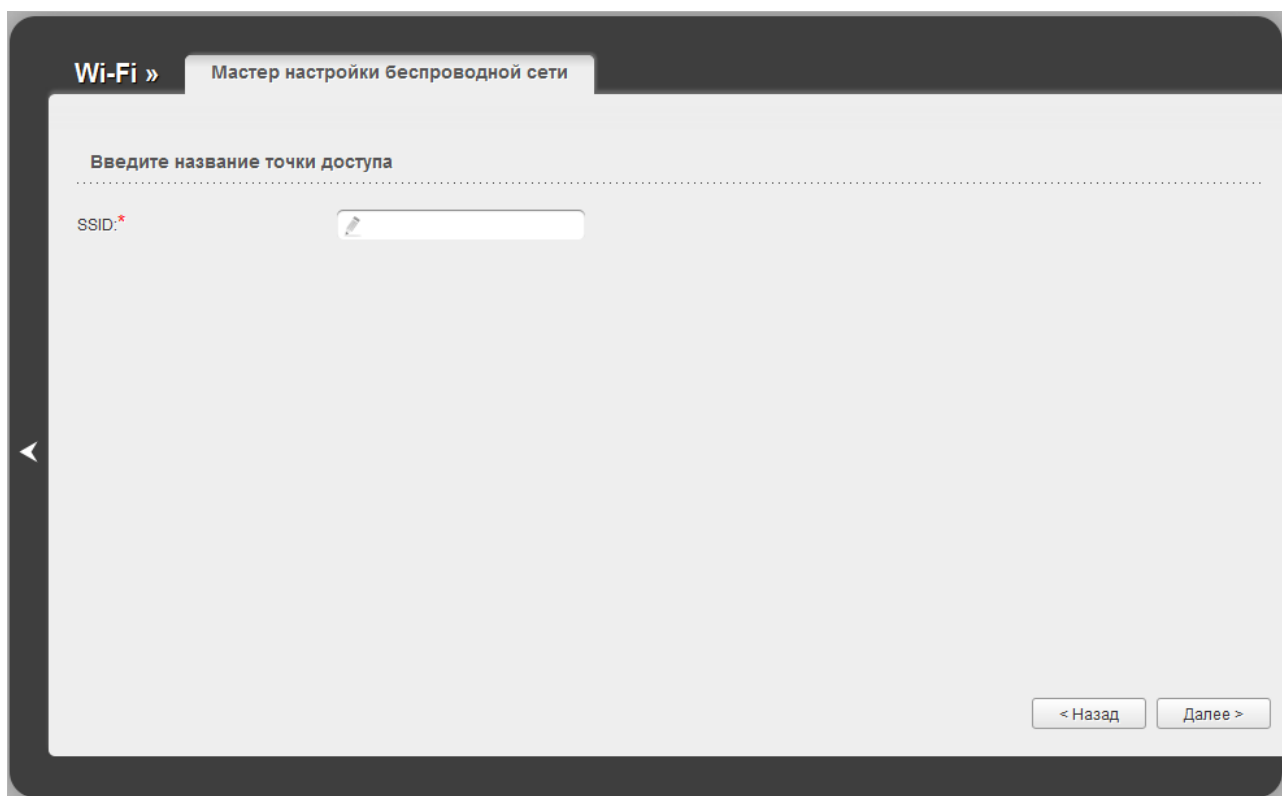 Wi-Fi » Мастер настройки беспроводной сети
Введите название точки доступа
SSID:*
< Назад Далее >